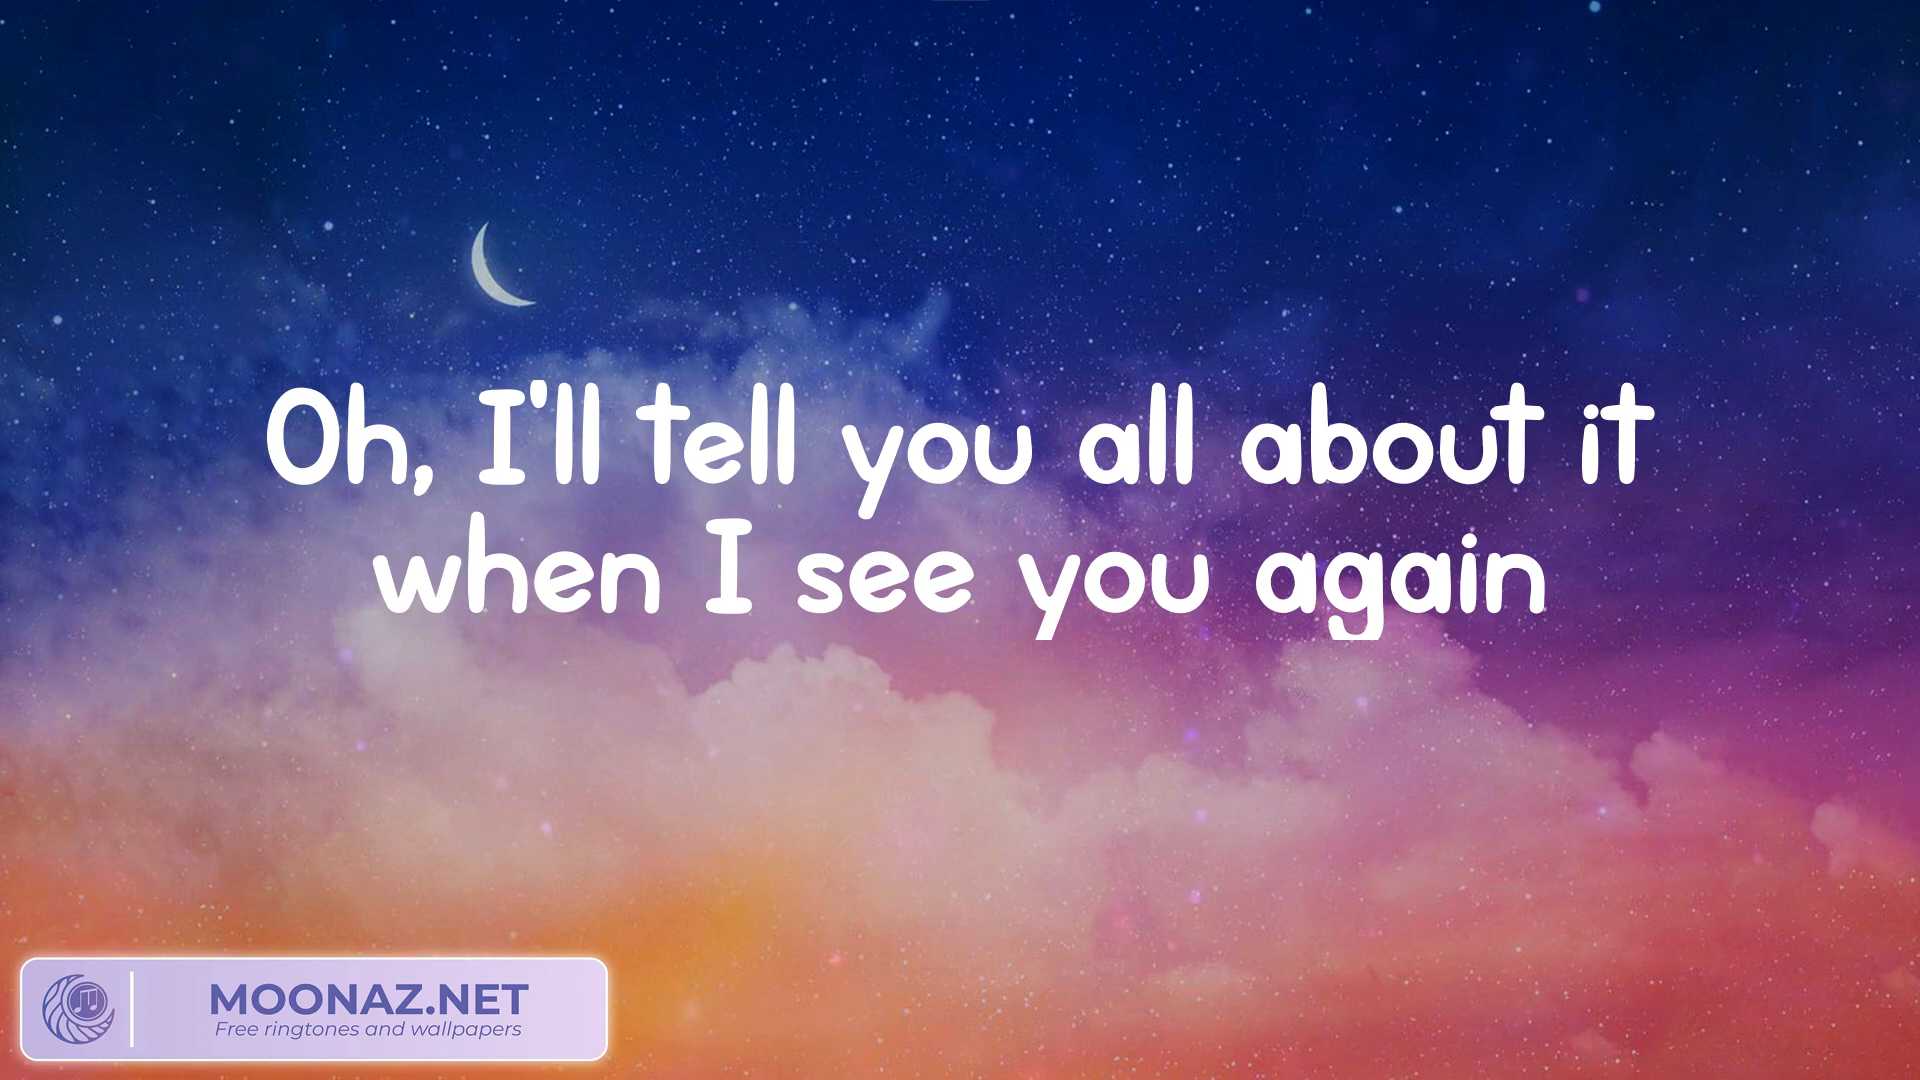 Oh, I'll tell you all about it
when I see you again
MOONAZ.NET
Free ringtones and wallpapers